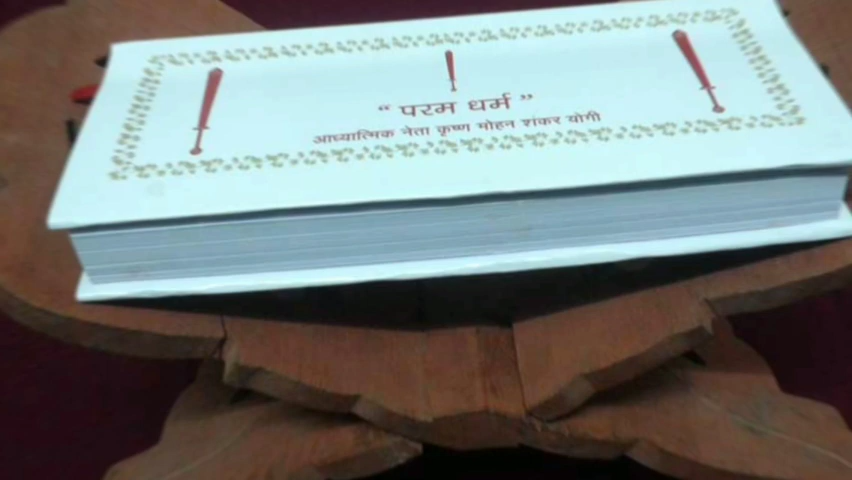 “ परम धर्म ”
आध्यात्मिक नेता कृष्ण मोहन शंकर योगी